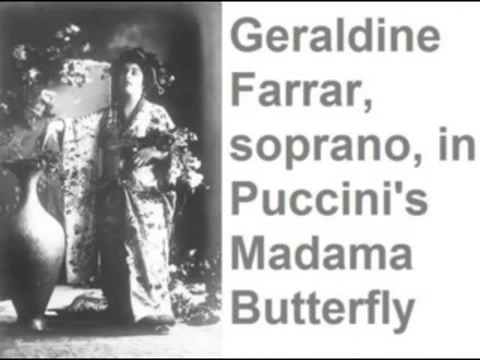 Geraldine
Farrar,
soprano, in
Puccini's
Madama
Butterfly